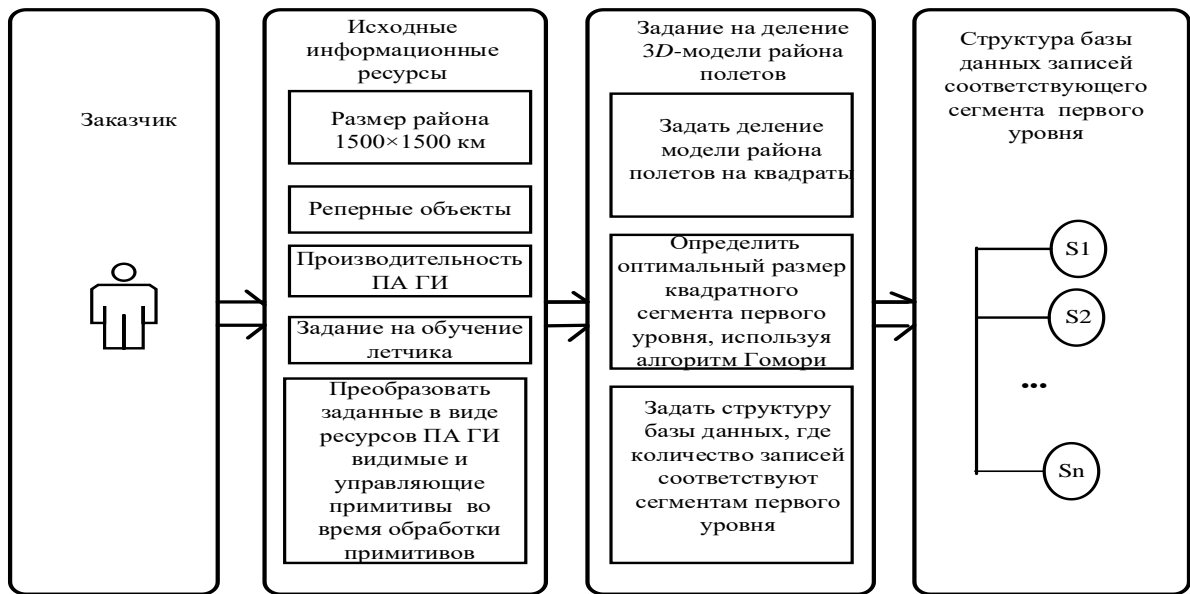 Заказчик
Исходные
информационные
ресурсы
Размер района
1500×1500 км
Реперные объекты
Производительность
ПА ГИ
Задание на обучение
летчика
Преобразовать
заданные в виде
ресурсов ПА ГИ
видимые и
управляющие
примитивы во
время обработки
примитивов
Задание на деление
3D-модели район
полетов
Задать деление
модели района
полетов на квадраты
Определить
оптимальный размер
квадратного
сегмента первого
уровня, используя
алгоритм Гомори
Задать структуру
базы данных, где
количество записей
соответствуют
сегментам первого
уровня
Структура базы
данных записей
соответствующего
сегмента первого
уровня
S1
S2
...
Sn